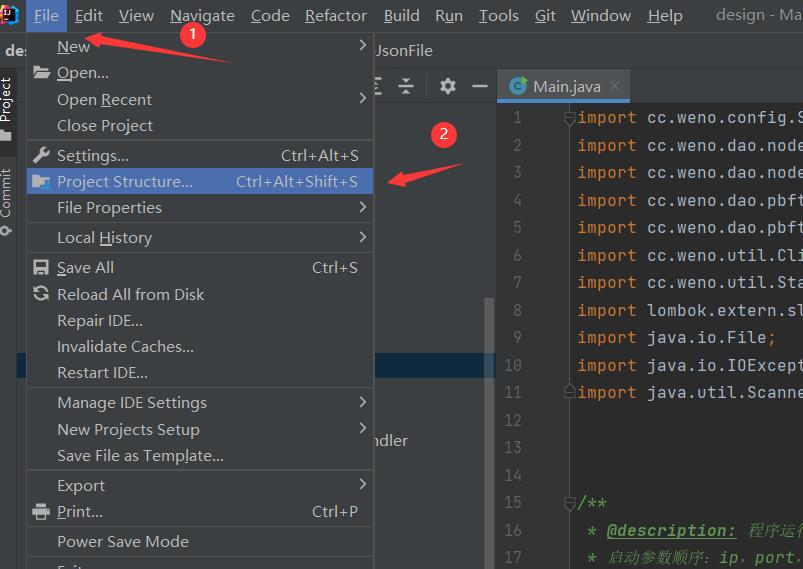 File Edit View Navigate Code Refactor Build Run Tools Git Window Help design - M
1
New
JsonFile
Open...
Open Recent
Close Project
Main.java
Project
Commit
2
Settings... Ctrl+Alt+S
Project Structure... Ctrl+Alt+Shift+S
File Properties
Local History
Save All Ctrl+S
Reload All from Disk
Repair IDE...
Invalidate Caches...
Restart IDE...
Manage IDE Settings
New Projects Setup
ndler
Save File as Template...
Export
Print... Ctrl+P
Power Save Mode
1 import cc.weno.config.S
2 import cc.weno.dao.node
3 import cc.weno.dao.node
4 import cc.weno.dao.pbft
5 import cc.weno.dao.pbft
6 import cc.weno.util.Cli
7 import cc.weno.util.Sta
8 import lombok.extern.sl
9 import java.io.File;
10 import java.io.IOExcept
11 import java.util.Scanne
12
13
14
15 /**
16 * @description: 程序运行
17 * 启动参数顺序：ip，port，